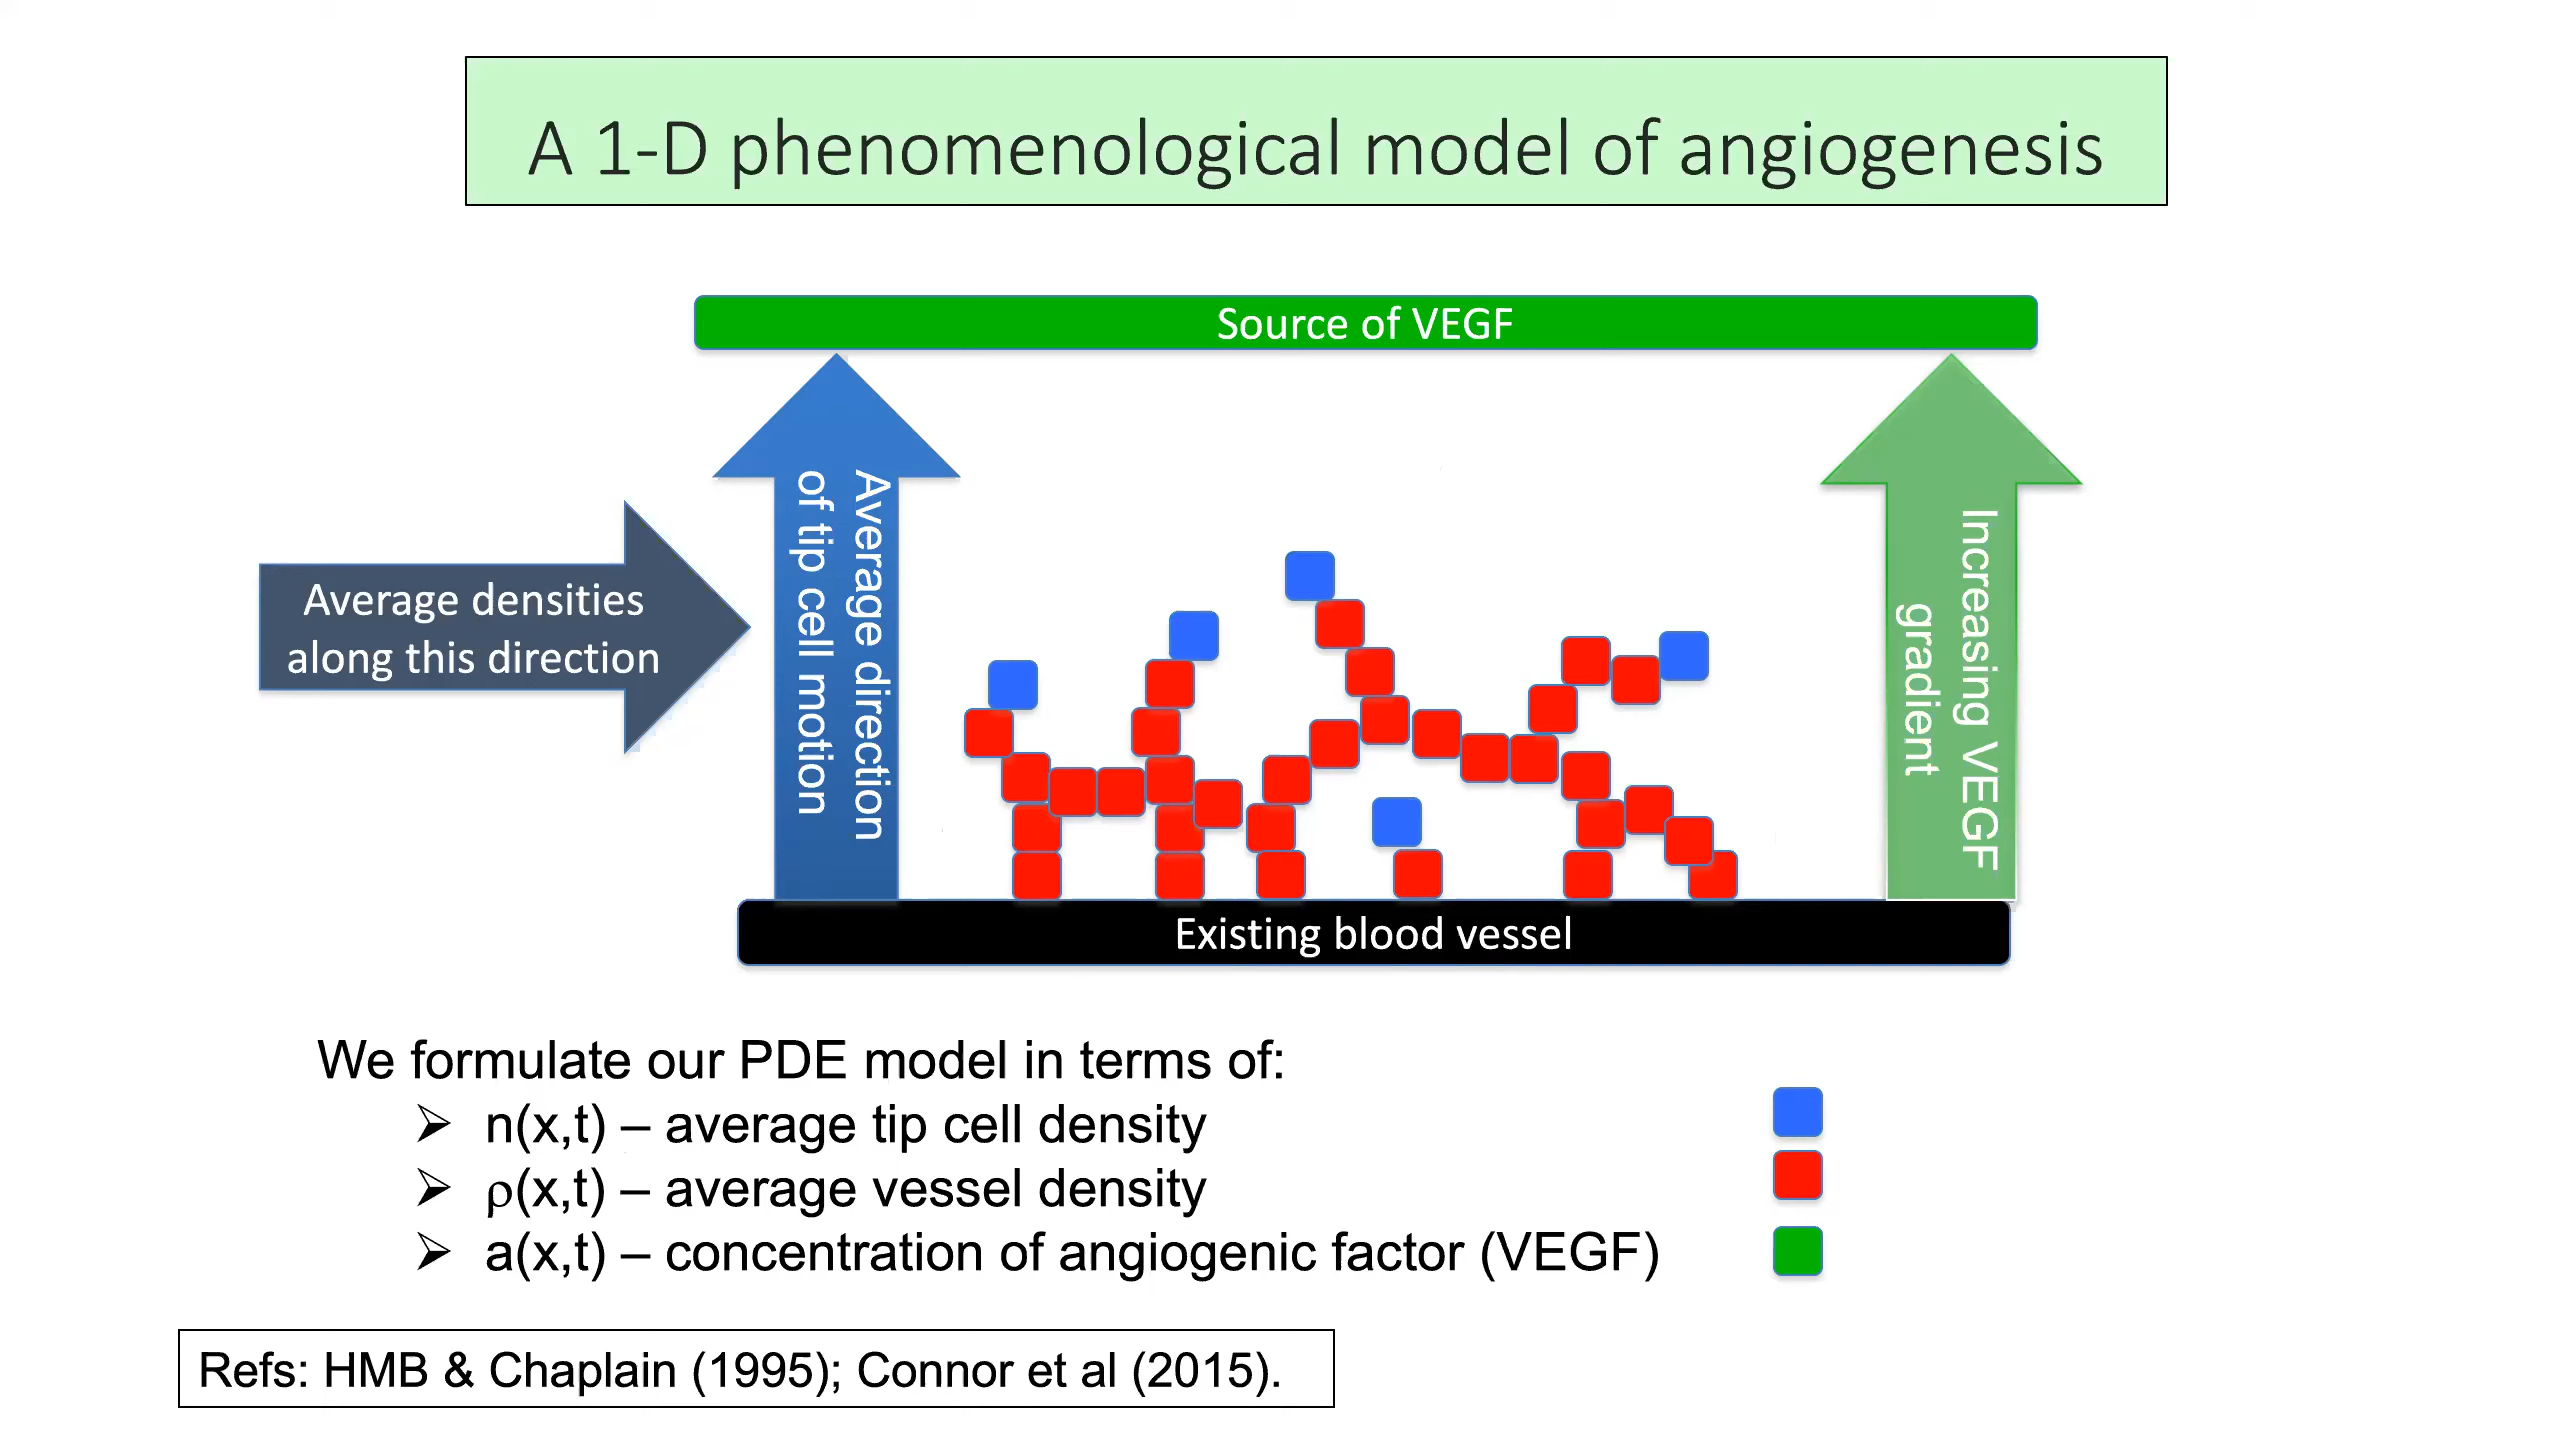 A 1-D phenomenological model of angiogenesis
Source of VEGF
Average densities
along this direction
Average direction
of tip cell motion
Increasing VEGF
gradient
Existing blood vessel
We formulate our PDE model in terms of:
➢ n(x,t) – average tip cell density
➢ ρ(x,t) – average vessel density
➢ a(x,t) – concentration of angiogenic factor (VEGF)
Refs: HMB & Chaplain (1995); Connor et al (2015).